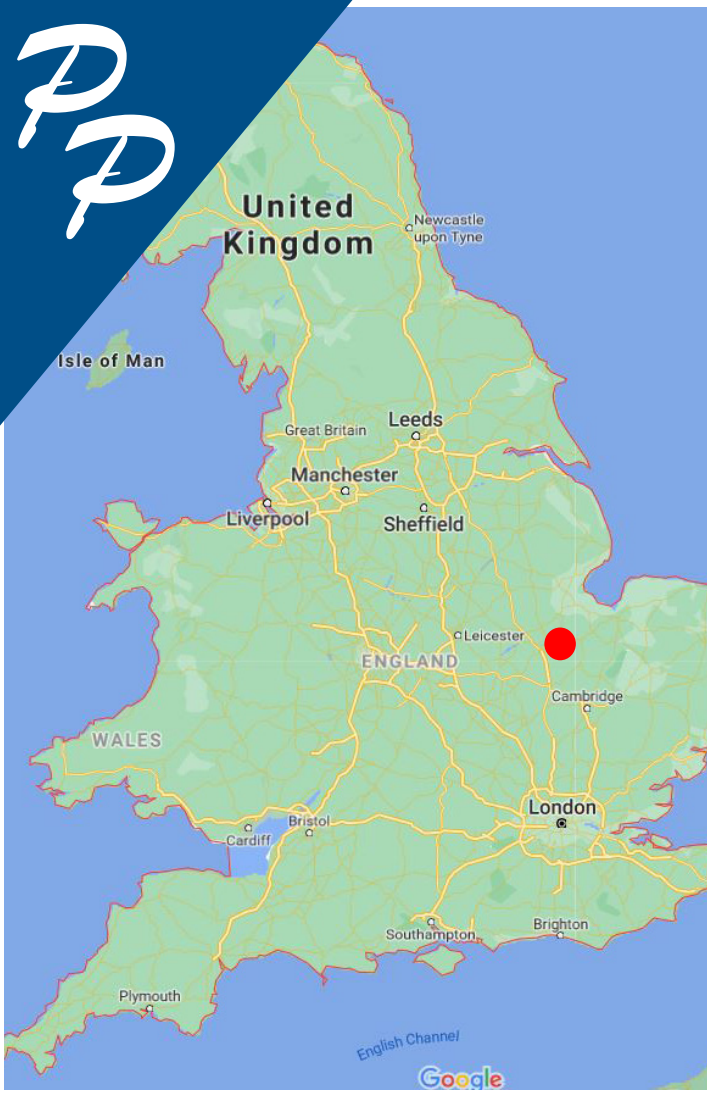 P
P
United
Kingdom
Newcastle
upon Tyne
Isle of Man
Leeds
Great Britain
Manchester
Liverpool
Sheffield
Leicester
ENGLAND
Cambridge
WALES
London
Bristol
Cardiff
Southampton
Brighton
Plymouth
English Channel
Google